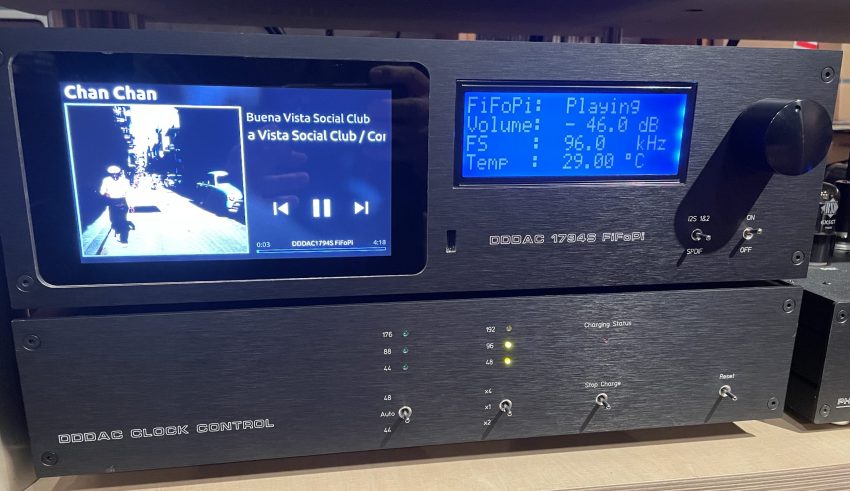 Chan Chan
Buena Vista Social Club
a Vista Social Club / Cor
0:03
DDDAC1794S FiFoPi
4:18
FiFoPi: Playing
Volume: - 46.0 dB
FS : 96.0 kHz
Temp : 29.00 °C
DDDAC 1794S FiFoPi
I2S 1&2
SPDIF
ON
OFF
176
88
44
192
96
48
Charging Status
48
Auto
44
x4
x1
x2
Stop Charge
Reset
DDDAC CLOCK CONTROL
PH